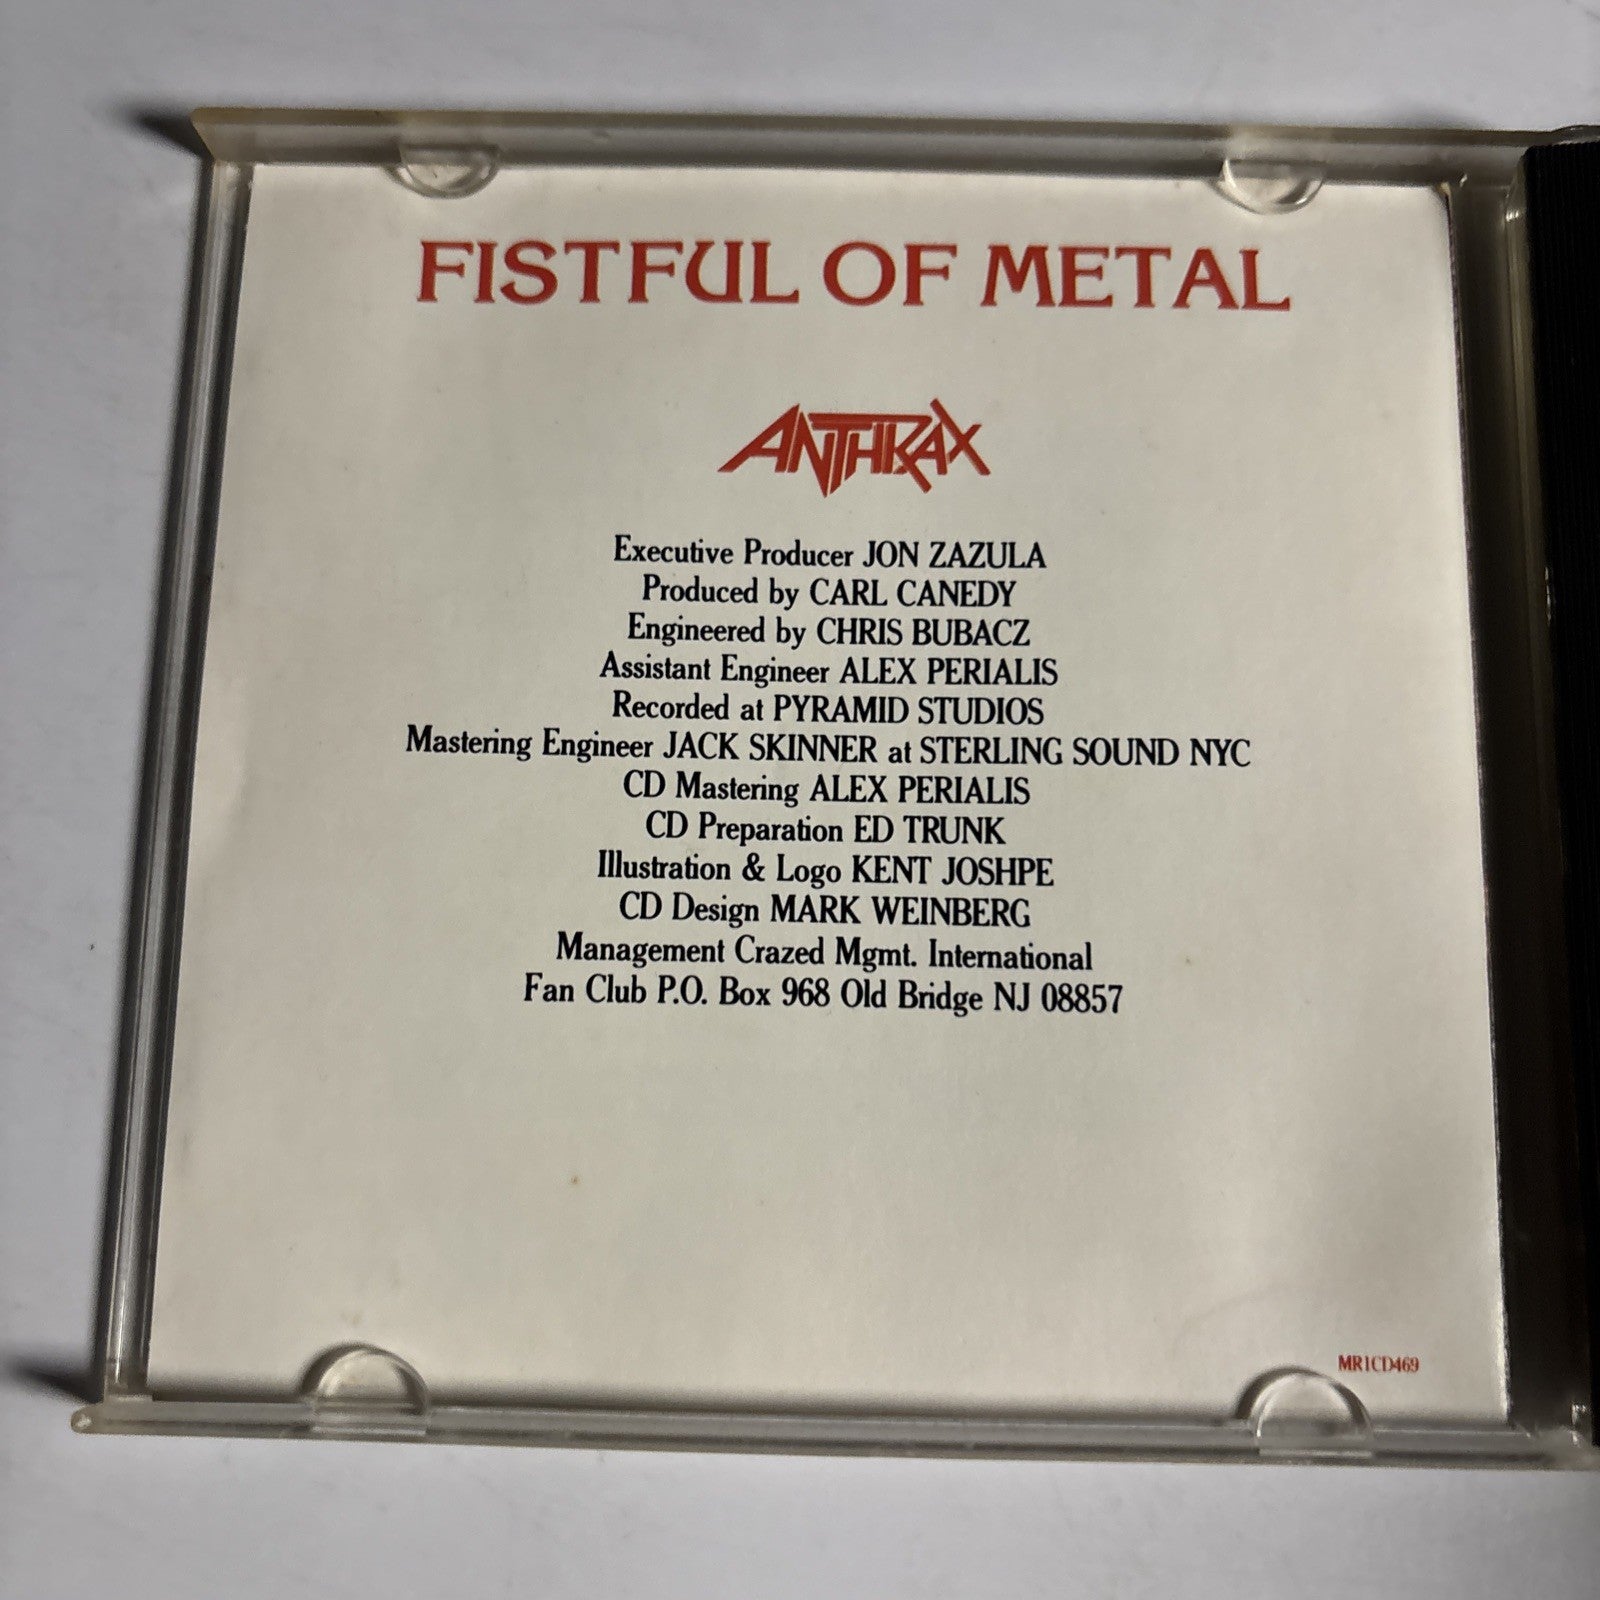 FISTFUL OF METAL
ANTHRAX
Executive Producer JON ZAZULA
Produced by CARL CANEDY
Engineered by CHRIS BUBACZ
Assistant Engineer ALEX PERIALIS
Recorded at PYRAMID STUDIOS
Mastering Engineer JACK SKINNER at STERLING SOUND NYC
CD Mastering ALEX PERIALIS
CD Preparation ED TRUNK
Illustration & Logo KENT JOSHPE
CD Design MARK WEINBERG
Management Crazed Mgmt. International
Fan Club P.O. Box 968 Old Bridge NJ 08857
MRICD469